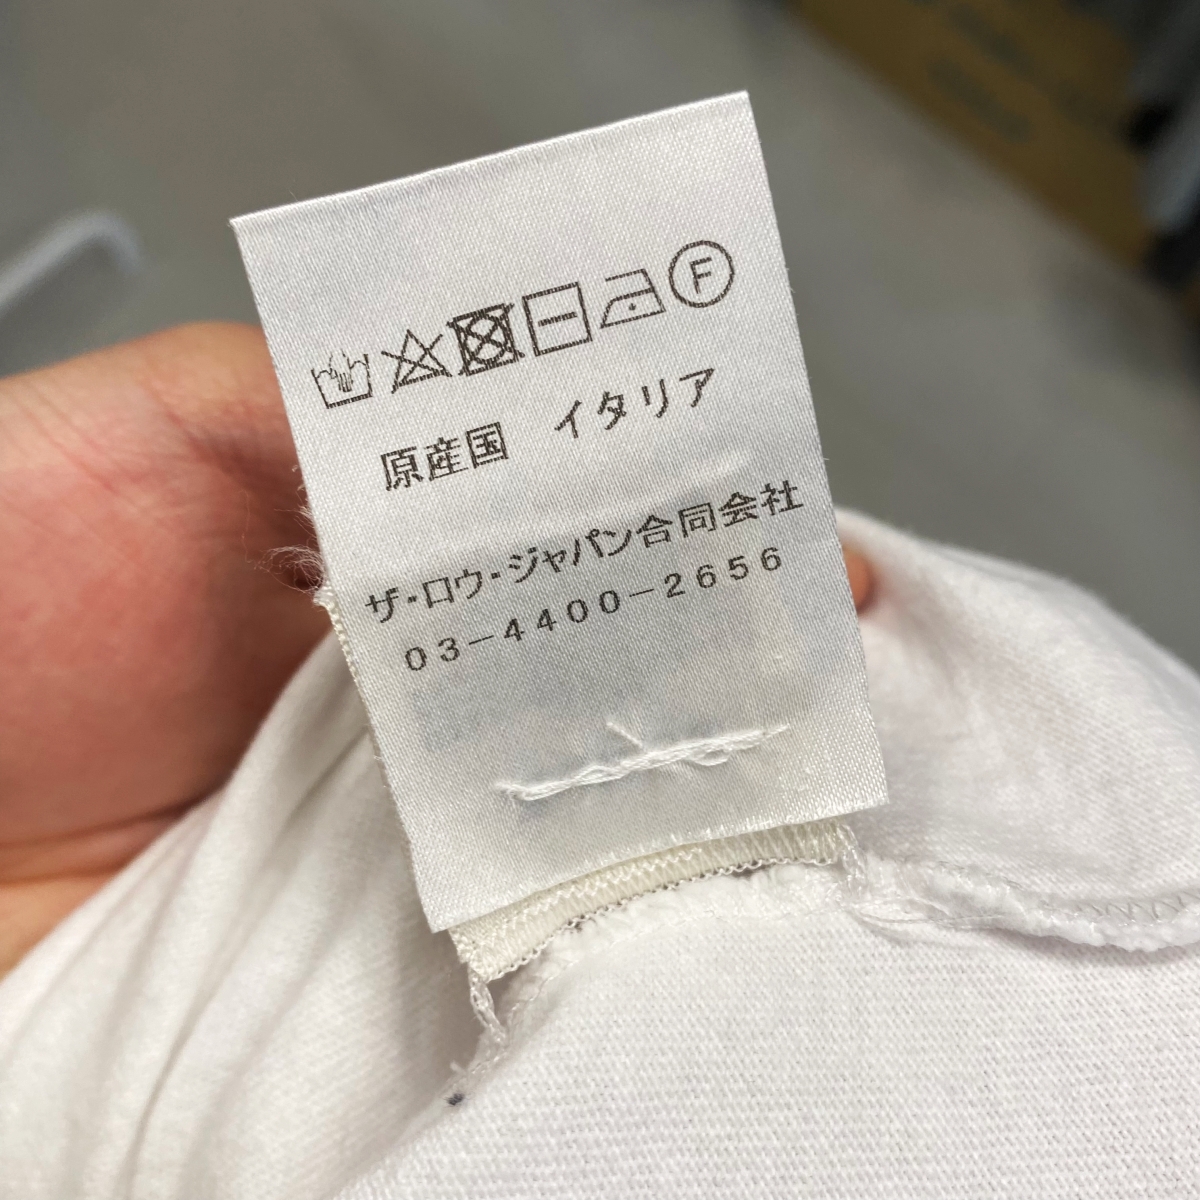 F
原産国 イタリア
ザ・ロウ・ジャパン合同会社
03-4400-2656